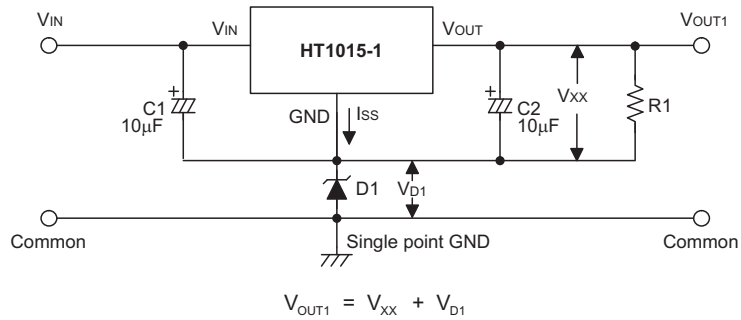 VIN VIN HT1015-1 VOUT VOUT1
C1
10μF
GND
ISS
C2
10μF
VXX
R1
D1
VD1
Common
Single point GND
Common
VOUT1 = VXX + VD1